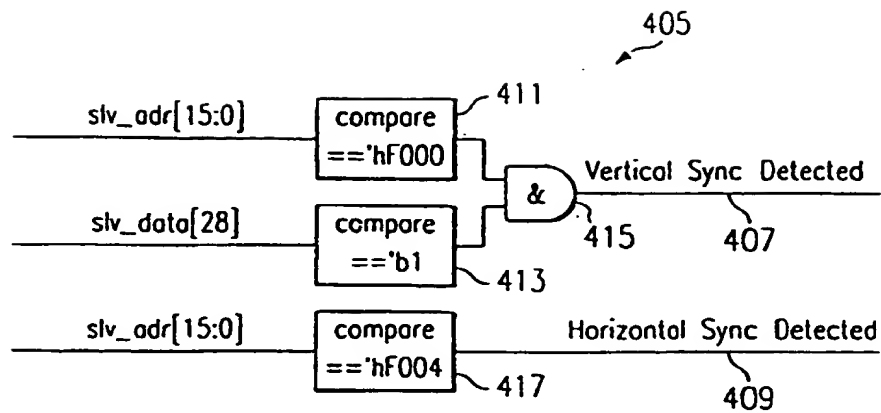 405
slv_adr[15:0]
compare
=='hF000
411
Vertical Sync Detected
&
415
407
slv_data[28]
compare
=='b1
413
slv_adr[15:0]
compare
=='hF004
417
Horizontal Sync Detected
409